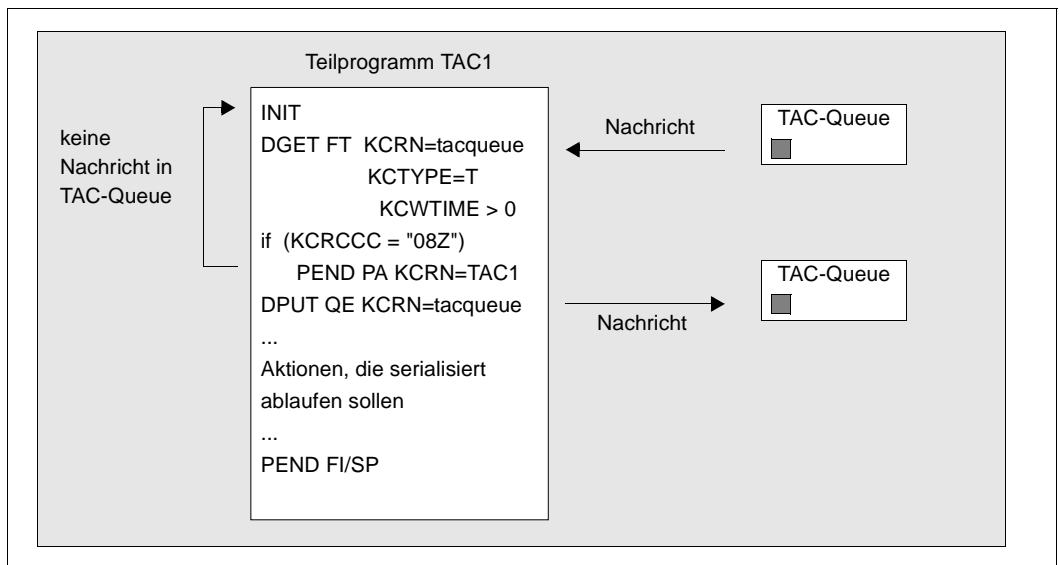 Teilprogramm TAC1
keine
Nachricht in
TAC-Queue
INIT
DGET FT KCRN=tacqueue
KCTYPE=T
KCWTIME > 0
if (KCRCCC = "08Z")
PEND PA KCRN=TAC1
DPUT QE KCRN=tacqueue
...
Aktionen, die serialisiert
ablaufen sollen
...
PEND FI/SP
Nachricht
TAC-Queue
Nachricht
TAC-Queue